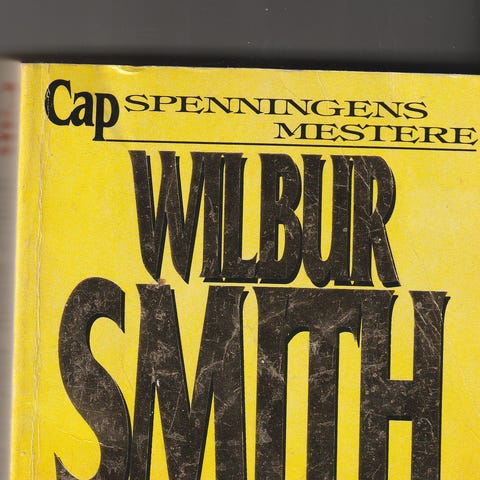 Cap SPENNINGENS
MESTERE
WILBUR
SMITH